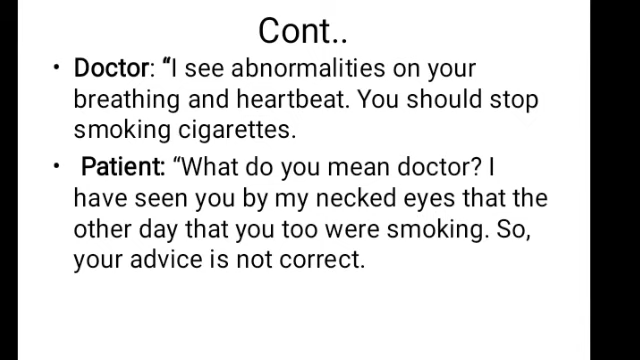 Cont..
• Doctor: “I see abnormalities on your
breathing and heartbeat. You should stop
smoking cigarettes.
• Patient: “What do you mean doctor? I
have seen you by my necked eyes that the
other day that you too were smoking. So,
your advice is not correct.